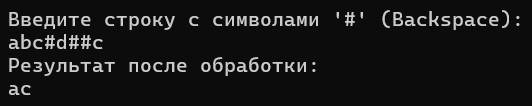 Введите строку с символами '#' (Backspace):
abc#d##c
Результат после обработки:
ac